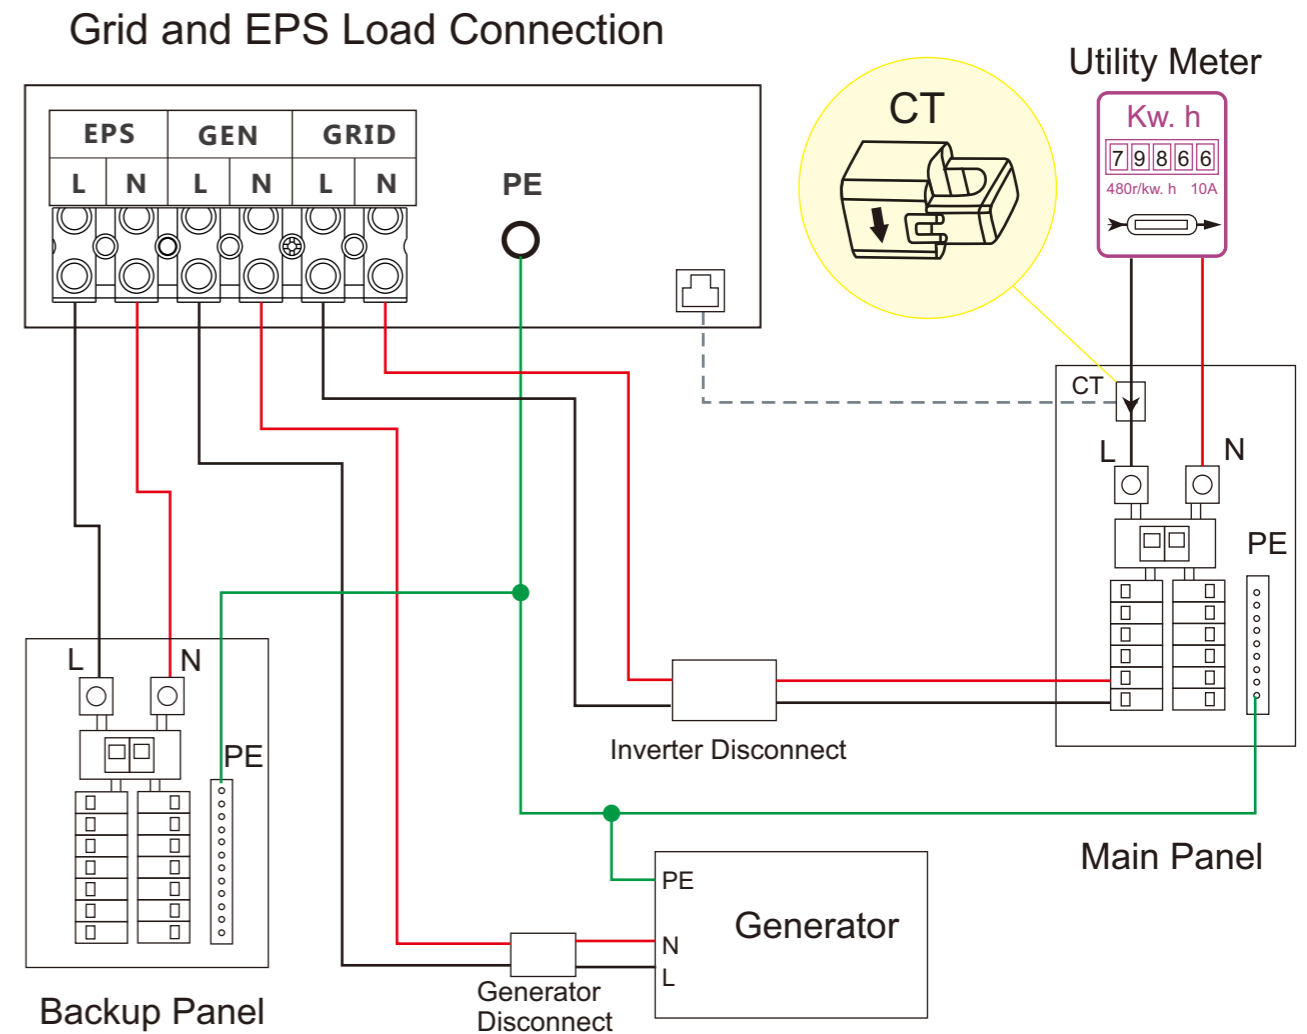 Grid and EPS Load Connection
EPS GEN GRID
L N L N L N
PE
CT
Utility Meter
Kw. h
79866
480r/kw. h 10A
CT
L N
PE
Inverter Disconnect
Main Panel
L N
PE
Backup Panel
PE
Generator
N
L
Generator
Disconnect